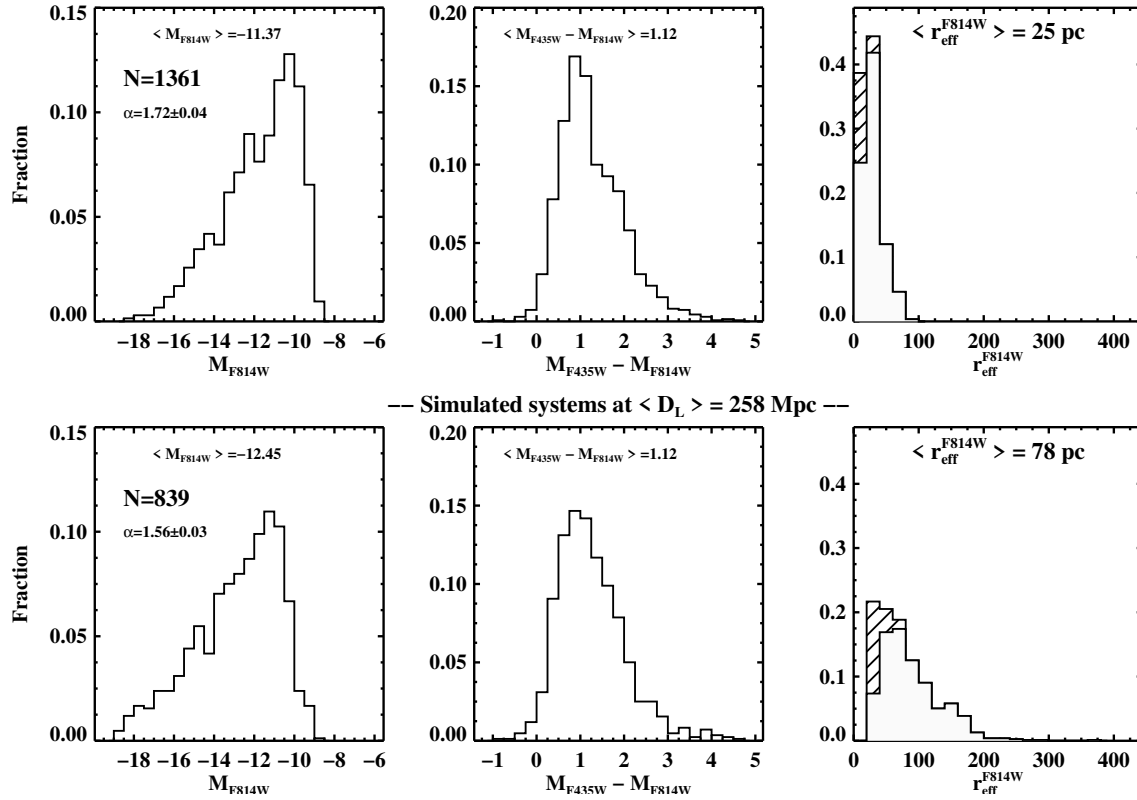 < M_F814W > =−11.37
N=1361
α=1.72±0.04
0.15
0.10
0.05
0.00
Fraction
−18 −16 −14 −12 −10 −8 −6
M_F814W
< M_F435W − M_F814W > =1.12
0.20
0.15
0.10
0.05
0.00
−1 0 1 2 3 4 5
M_F435W − M_F814W
< r_eff^F814W > = 25 pc
0.4
0.3
0.2
0.1
0.0
0 100 200 300 400
r_eff^F814W
−− Simulated systems at < D_L > = 258 Mpc −−
< M_F814W > =−12.45
N=839
α=1.56±0.03
0.15
0.10
0.05
0.00
Fraction
−18 −16 −14 −12 −10 −8 −6
M_F814W
< M_F435W − M_F814W > =1.12
0.20
0.15
0.10
0.05
0.00
−1 0 1 2 3 4 5
M_F435W − M_F814W
< r_eff^F814W > = 78 pc
0.4
0.3
0.2
0.1
0.0
0 100 200 300 400
r_eff^F814W